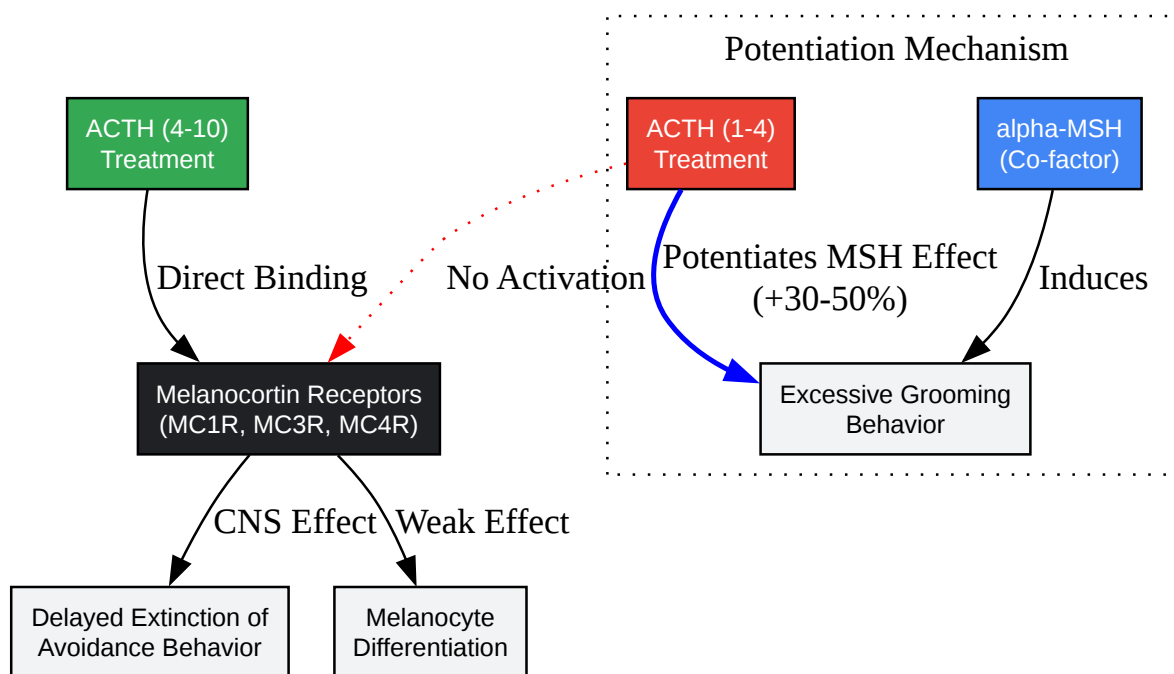 Potentiation Mechanism
ACTH (4-10)
Treatment
ACTH (1-4)
Treatment
alpha-MSH
(Co-factor)
Direct Binding
No Activation
Potentiates MSH Effect
(+30-50%)
Induces
Melanocortin Receptors
(MC1R, MC3R, MC4R)
Excessive Grooming
Behavior
CNS Effect
Weak Effect
Delayed Extinction of
Avoidance Behavior
Melanocyte
Differentiation